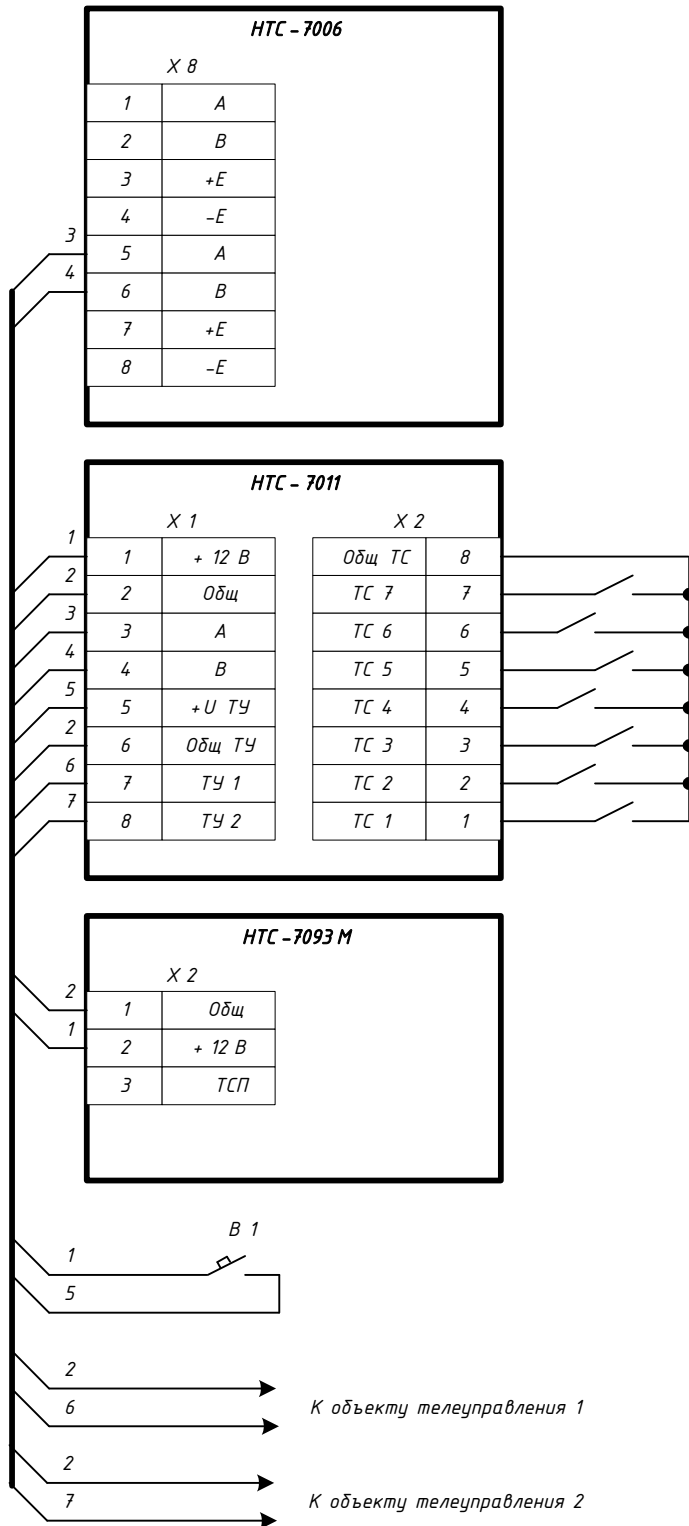 НТС - 7006
X 8
1 А
2 В
3 +Е
4 -Е
3
5 А
4
6 В
7 +Е
8 -Е
НТС - 7011
X 1 X 2
1
1 + 12 В Общ ТС 8
2
2 Общ ТС 7 7
3
3 А ТС 6 6
4
4 В ТС 5 5
5
5 +U ТУ ТС 4 4
2
6 Общ ТУ ТС 3 3
6
7 ТУ 1 ТС 2 2
7
8 ТУ 2 ТС 1 1
НТС -7093 М
X 2
2
1 Общ
1
2 + 12 В
3 ТСП
В 1
1
5
2
6
К объекту телеуправления 1
2
7
К объекту телеуправления 2